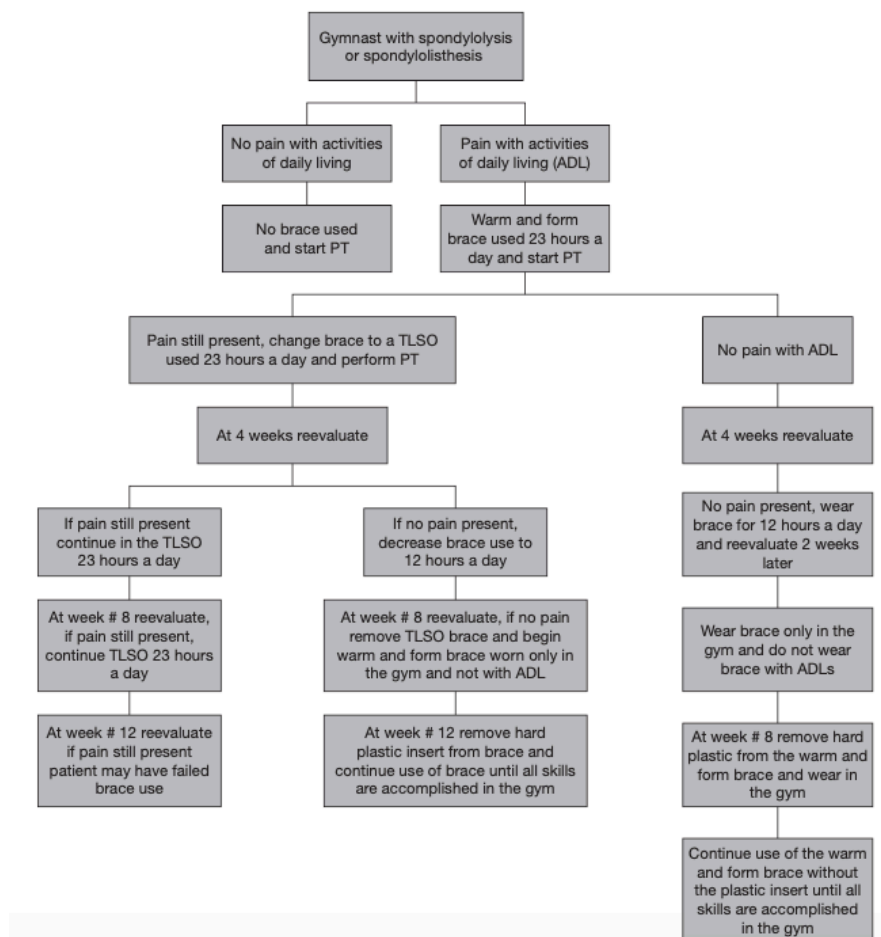 Gymnast with spondylolysis
or spondylolisthesis
No pain with activities
of daily living
Pain with activities
of daily living (ADL)
No brace used
and start PT
Warm and form
brace used 23 hours a
day and start PT
Pain still present, change brace to a TLSO
used 23 hours a day and perform PT
No pain with ADL
At 4 weeks reevaluate
At 4 weeks reevaluate
If pain still present
continue in the TLSO
23 hours a day
If no pain present,
decrease brace use to
12 hours a day
No pain present, wear
brace for 12 hours a day
and reevaluate 2 weeks
later
At week # 8 reevaluate,
if pain still present,
continue TLSO 23 hours
a day
At week # 8 reevaluate, if no pain
remove TLSO brace and begin
warm and form brace worn only in
the gym and not with ADL
Wear brace only in the
gym and do not wear
brace with ADLs
At week # 12 reevaluate
if pain still present
patient may have failed
brace use
At week # 12 remove hard
plastic insert from brace and
continue use of brace until all skills
are accomplished in the gym
At week # 8 remove hard
plastic from the warm and
form brace and wear in
the gym
Continue use of the warm
and form brace without
the plastic insert until all
skills are accomplished
in the gym